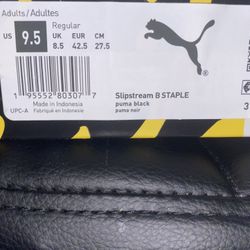 Adults/Adultes
Regular
US 9.5 UK 8.5 EUR 42.5 CM 27.5
1 95552 80307 7
UPC-A
Made in Indonesia
Fabriqué en Indonésie
Slipstream B STAPLE
puma black
puma noir
3